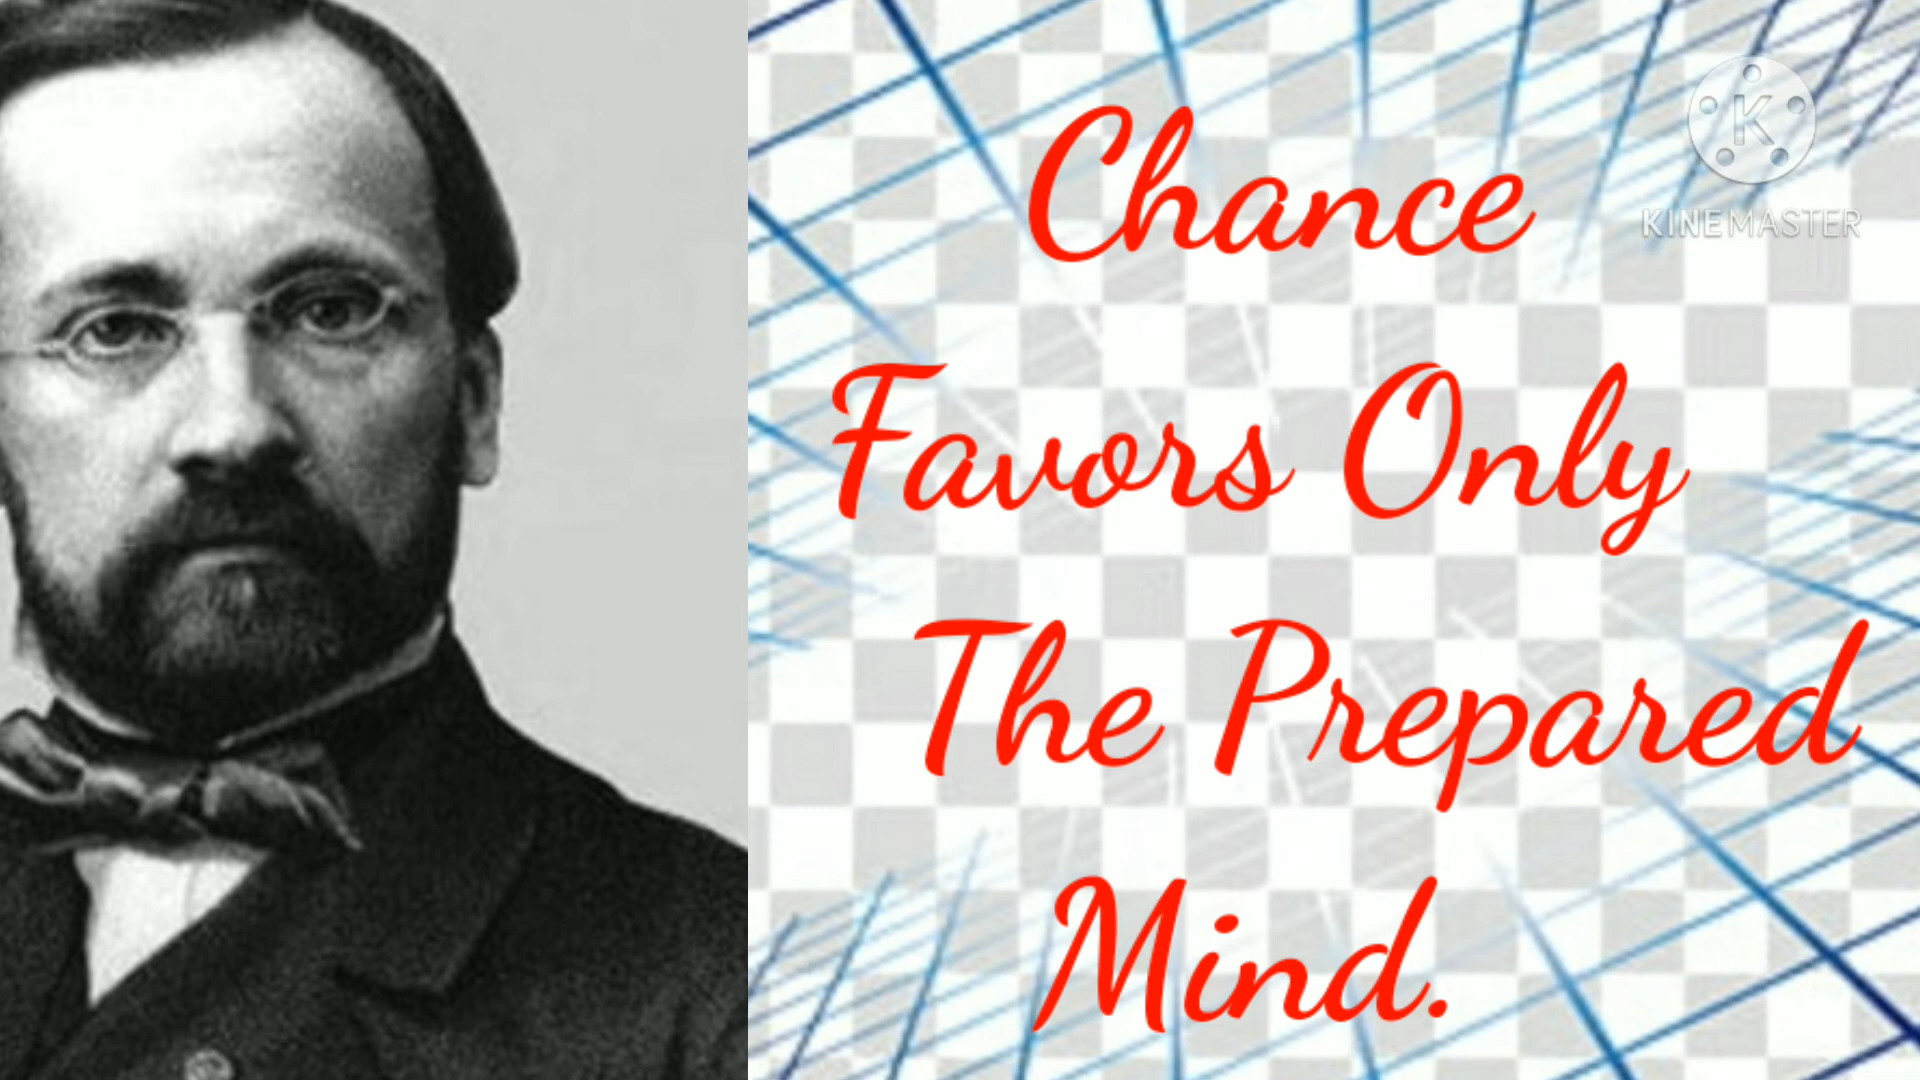 K
KINEMASTER
Chance
Favors Only
The Prepared
Mind.